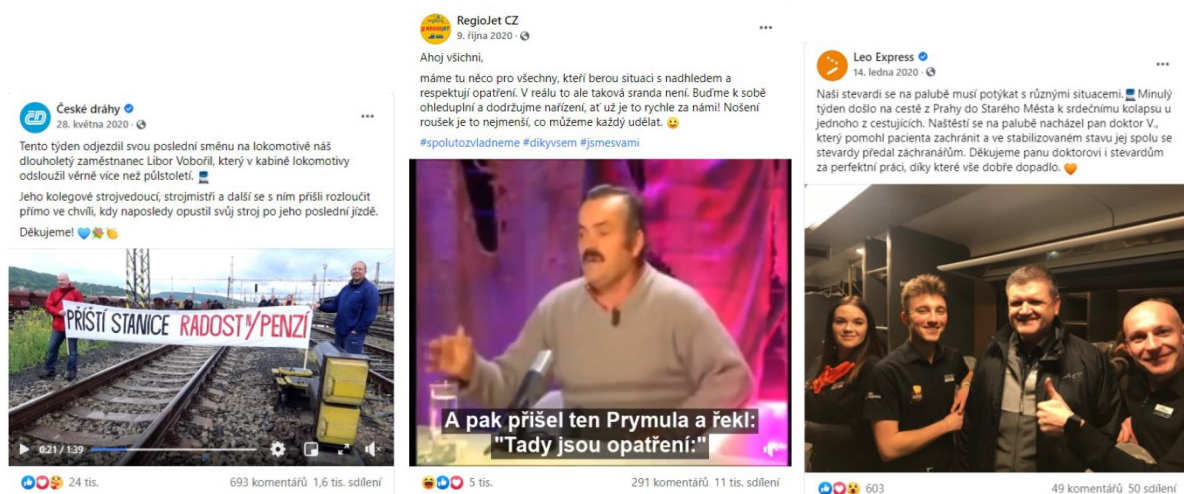 České dráhy
28. května 2020 ·
Tento týden odjezdil svou poslední směnu na lokomotivě náš
dlouholetý zaměstnanec Libor Vobořil, který v kabině lokomotivy
odsloužil věrně více než půlstoletí.
Jeho kolegové strojvedoucí, strojmistři a další se s ním přišli rozloučit
přímo ve chvíli, kdy naposledy opustil svůj stroj po jeho poslední jízdě.
Děkujeme!
PŘÍŠTÍ STANICE RADOST N/PENZÍ
0:21 / 1:39
24 tis.
693 komentářů 1,6 tis. sdílení
RegioJet CZ
9. října 2020 ·
Ahoj všichni,
máme tu něco pro všechny, kteří berou situaci s nadhledem a
respektují opatření. V reálu to ale taková sranda není. Buďme k sobě
ohleduplní a dodržujme nařízení, ať už je to rychle za námi! Nošení
roušek je to nejmenší, co můžeme každý udělat.
#spolutozvladneme #dikyvsem #jsmesvami
A pak přišel ten Prymula a řekl:
"Tady jsou opatření:"
5 tis.
291 komentářů 11 tis. sdílení
Leo Express
14. ledna 2020 ·
Naši stevardi se na palubě musí potýkat s různými situacemi. Minulý
týden došlo na cestě z Prahy do Starého Města k srdečnímu kolapsu u
jednoho z cestujících. Naštěstí se na palubě nacházel pan doktor V.,
který pomohl pacienta zachránit a ve stabilizovaném stavu jej spolu se
stevardy předal záchranářům. Děkujeme panu doktorovi i stevardům
za perfektní práci, díky které vše dobře dopadlo.
603
49 komentářů 50 sdílení